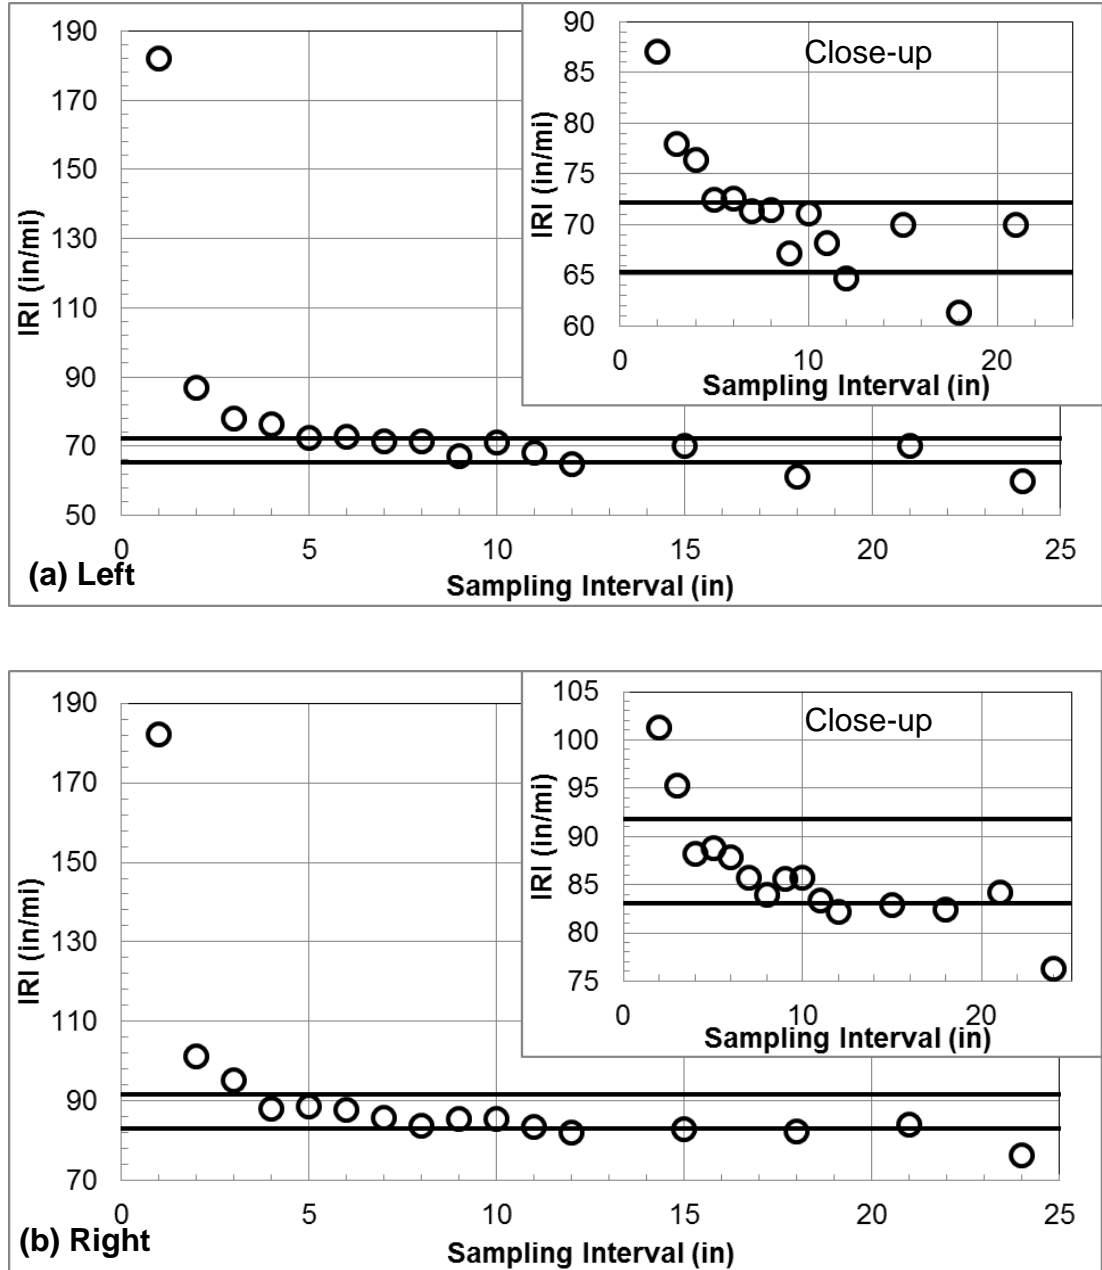 190
170
150
130
110
90
70
50
IRI (in/mi)
0 5 10 15 20 25
Sampling Interval (in)
(a) Left
Close-up
90
85
80
75
70
65
60
IRI (in/mi)
0 10 20
Sampling Interval (in)
190
170
150
130
110
90
70
IRI (in/mi)
0 5 10 15 20 25
Sampling Interval (in)
(b) Right
Close-up
105
100
95
90
85
80
75
IRI (in/mi)
0 10 20
Sampling Interval (in)